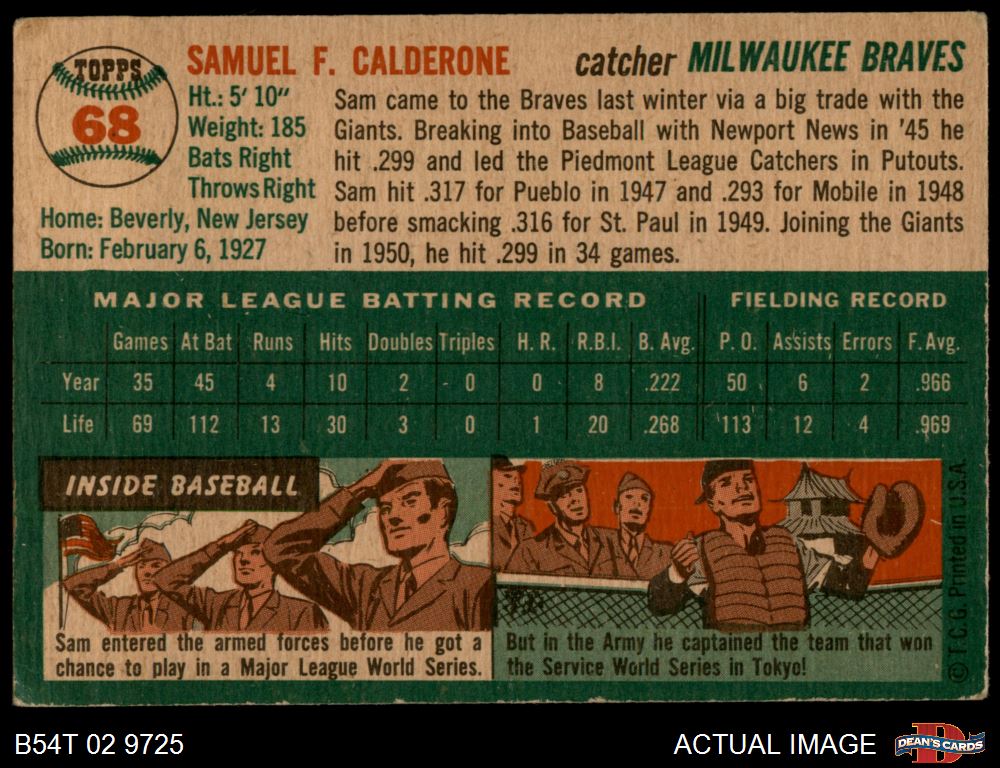 TOPPS
68
SAMUEL F. CALDERONE
catcher MILWAUKEE BRAVES
Ht.: 5' 10"
Weight: 185
Bats Right
Throws Right
Home: Beverly, New Jersey
Born: February 6, 1927
Sam came to the Braves last winter via a big trade with the
Giants. Breaking into Baseball with Newport News in '45 he
hit .299 and led the Piedmont League Catchers in Putouts.
Sam hit .317 for Pueblo in 1947 and .293 for Mobile in 1948
before smacking .316 for St. Paul in 1949. Joining the Giants
in 1950, he hit .299 in 34 games.
MAJOR LEAGUE BATTING RECORD FIELDING RECORD
Games At Bat Runs Hits Doubles Triples H. R. R.B.I. B. Avg. P. O. Assists Errors F. Avg.
Year 35 45 4 10 2 0 0 8 .222 50 6 2 .966
Life 69 112 13 30 3 0 1 20 .268 113 12 4 .969
INSIDE BASEBALL
Sam entered the armed forces before he got a
chance to play in a Major League World Series.
But in the Army he captained the team that won
the Service World Series in Tokyo!
© T.C.G. Printed in U.S.A.
B54T 02 9725
ACTUAL IMAGE
DEAN'S CARDS